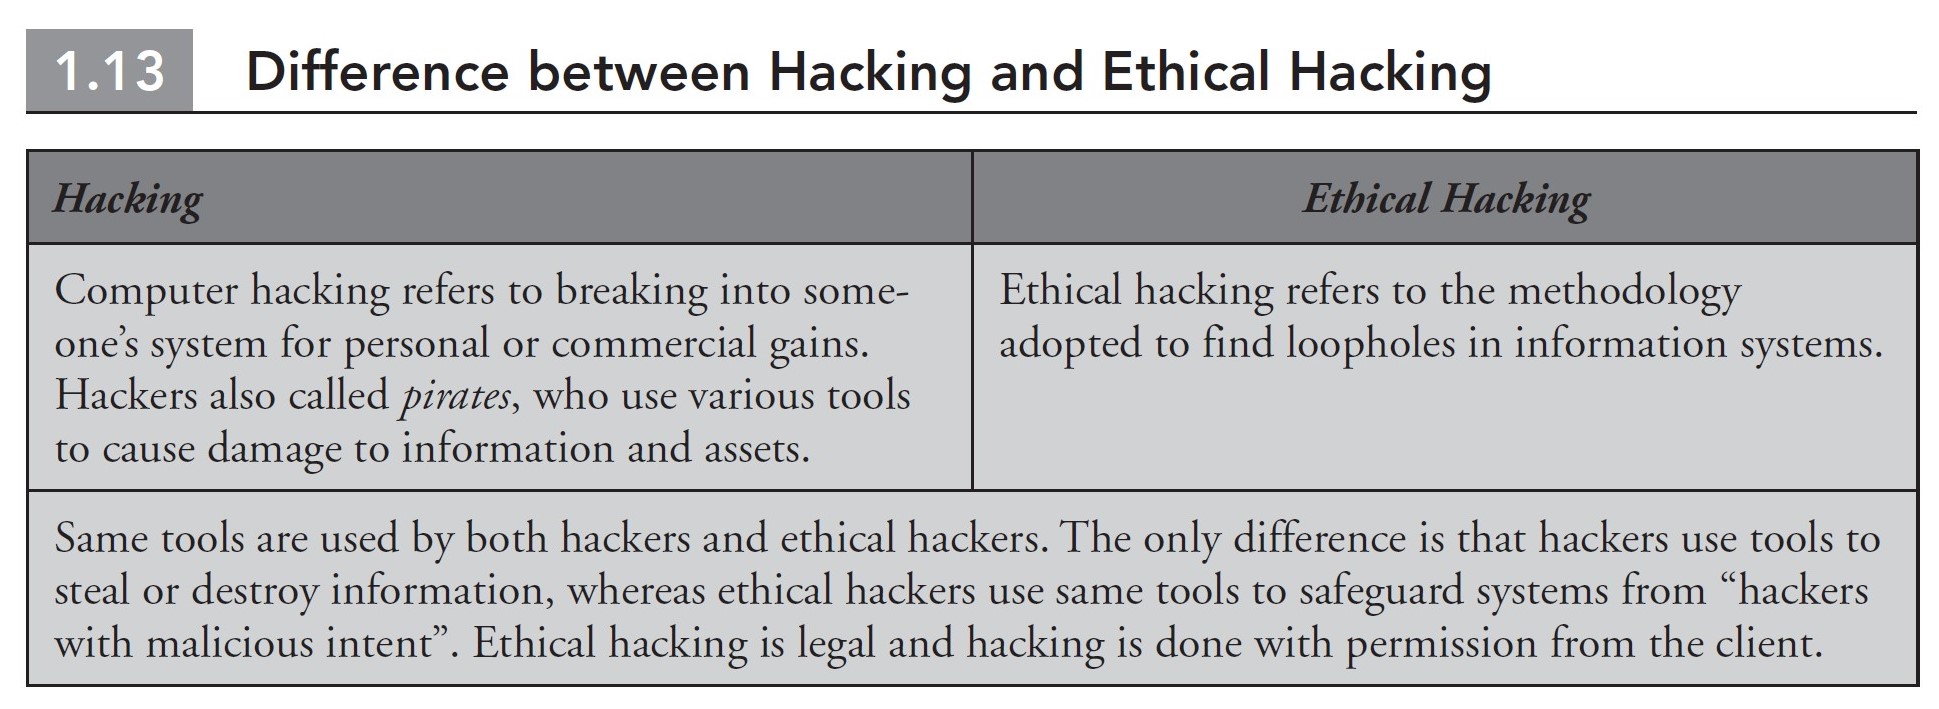 1.13 Difference between Hacking and Ethical Hacking
Hacking
Ethical Hacking
Computer hacking refers to breaking into some-
one’s system for personal or commercial gains.
Hackers also called pirates, who use various tools
to cause damage to information and assets.
Ethical hacking refers to the methodology
adopted to find loopholes in information systems.
Same tools are used by both hackers and ethical hackers. The only difference is that hackers use tools to
steal or destroy information, whereas ethical hackers use same tools to safeguard systems from “hackers
with malicious intent”. Ethical hacking is legal and hacking is done with permission from the client.